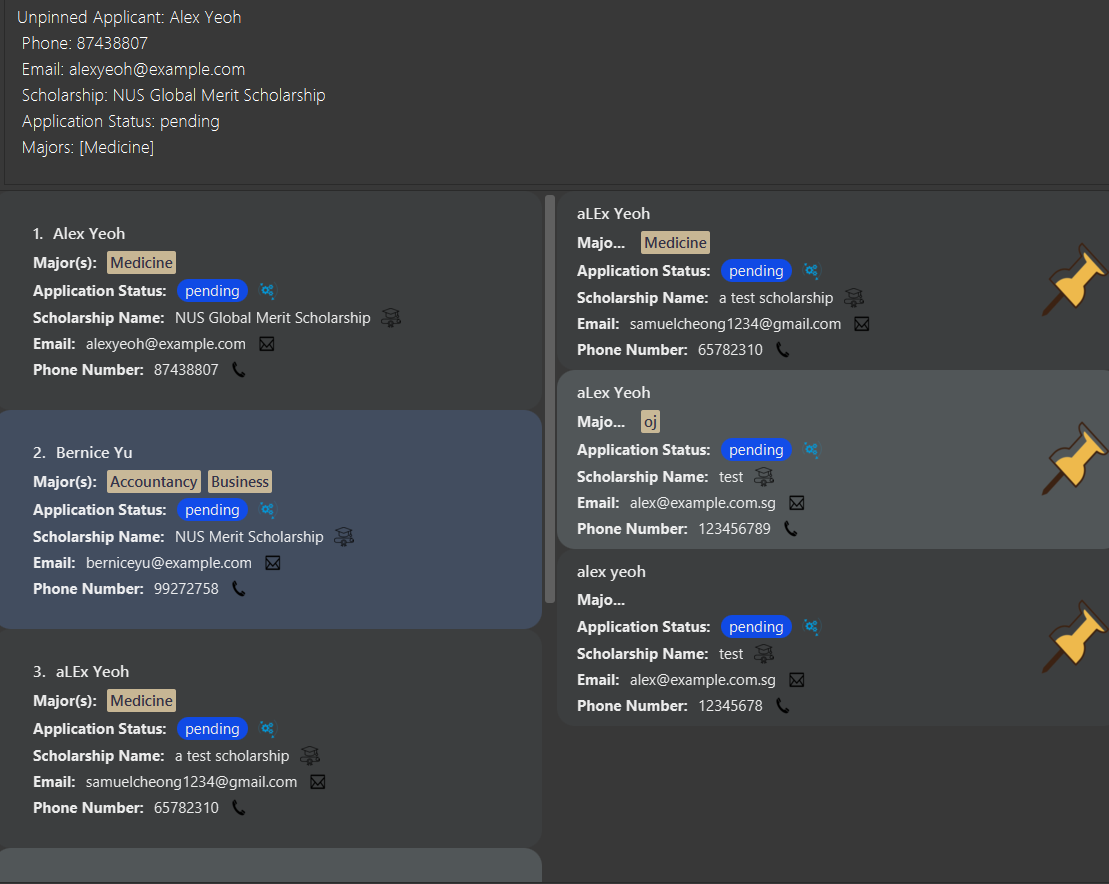 Unpinned Applicant: Alex Yeoh
Phone: 87438807
Email: alexyeoh@example.com
Scholarship: NUS Global Merit Scholarship
Application Status: pending
Majors: [Medicine]
1. Alex Yeoh
Major(s): Medicine
Application Status: pending
Scholarship Name: NUS Global Merit Scholarship
Email: alexyeoh@example.com
Phone Number: 87438807
2. Bernice Yu
Major(s): Accountancy Business
Application Status: pending
Scholarship Name: NUS Merit Scholarship
Email: berniceyu@example.com
Phone Number: 99272758
3. aLEx Yeoh
Major(s): Medicine
Application Status: pending
Scholarship Name: a test scholarship
Email: samuelcheong1234@gmail.com
Phone Number: 65782310
aLEx Yeoh
Majo... Medicine
Application Status: pending
Scholarship Name: a test scholarship
Email: samuelcheong1234@gmail.com
Phone Number: 65782310
aLex Yeoh
Majo... oj
Application Status: pending
Scholarship Name: test
Email: alex@example.com.sg
Phone Number: 123456789
alex yeoh
Majo...
Application Status: pending
Scholarship Name: test
Email: alex@example.com.sg
Phone Number: 12345678